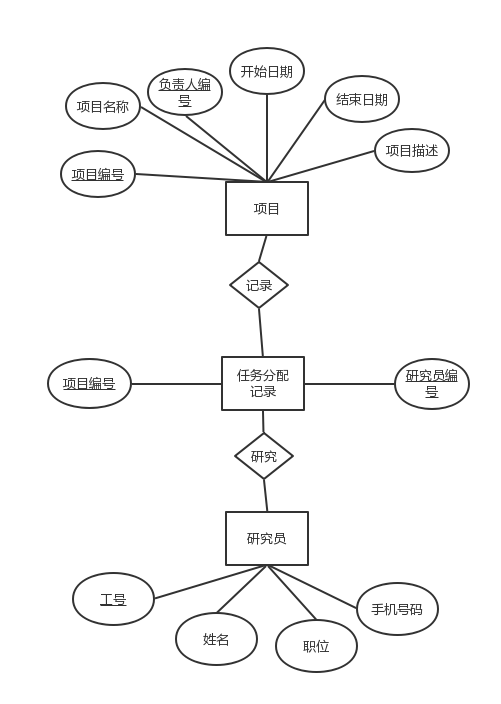 开始日期
负责人编
号
结束日期
项目名称
项目描述
项目编号
项目
记录
项目编号
任务分配
记录
研究员编
号
研究
研究员
工号
手机号码
姓名
职位